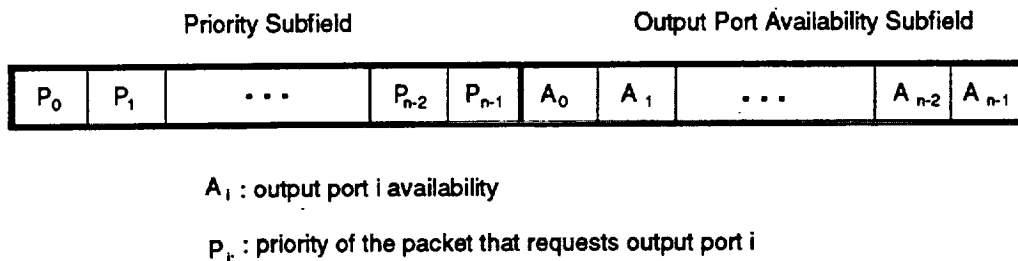 Priority Subfield Output Port Availability Subfield
P0 P1 ... Pn-2 Pn-1 A0 A1 ... An-2 An-1
Ai : output port i availability
Pi : priority of the packet that requests output port i